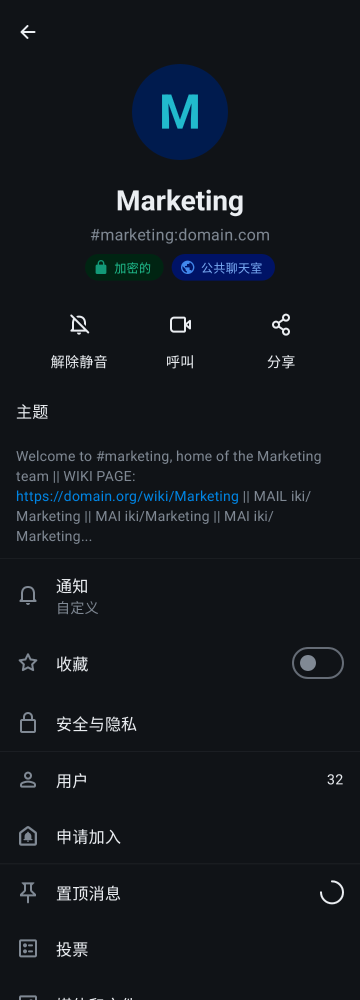 M
Marketing
#marketing:domain.com
加密的 公共聊天室
解除静音 呼叫 分享
主题
Welcome to #marketing, home of the Marketing
team || WIKI PAGE:
https://domain.org/wiki/Marketing || MAIL iki/
Marketing || MAI iki/Marketing || MAI iki/
Marketing...
通知
自定义
收藏
安全与隐私
用户 32
申请加入
置顶消息
投票